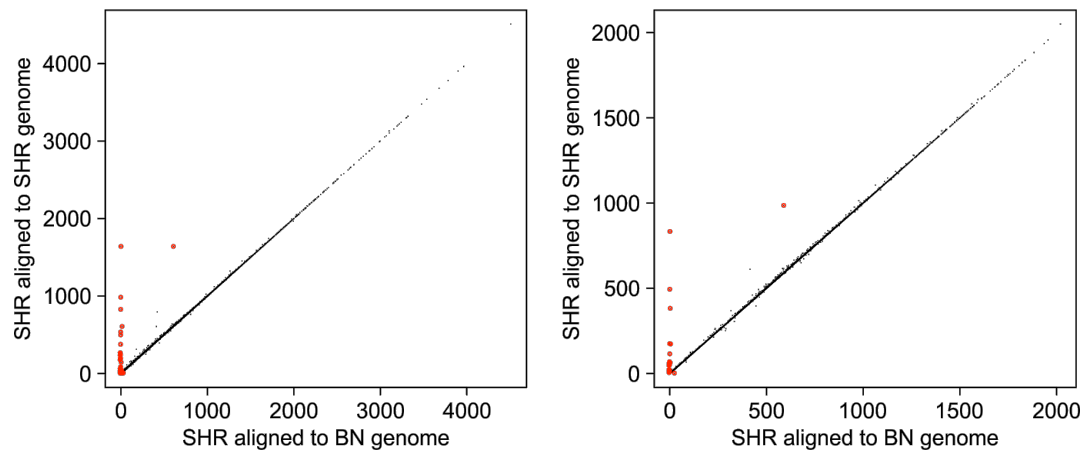 SHR aligned to SHR genome
4000
3000
2000
1000
0
0 1000 2000 3000 4000
SHR aligned to BN genome
SHR aligned to SHR genome
2000
1500
1000
500
0
0 500 1000 1500 2000
SHR aligned to BN genome